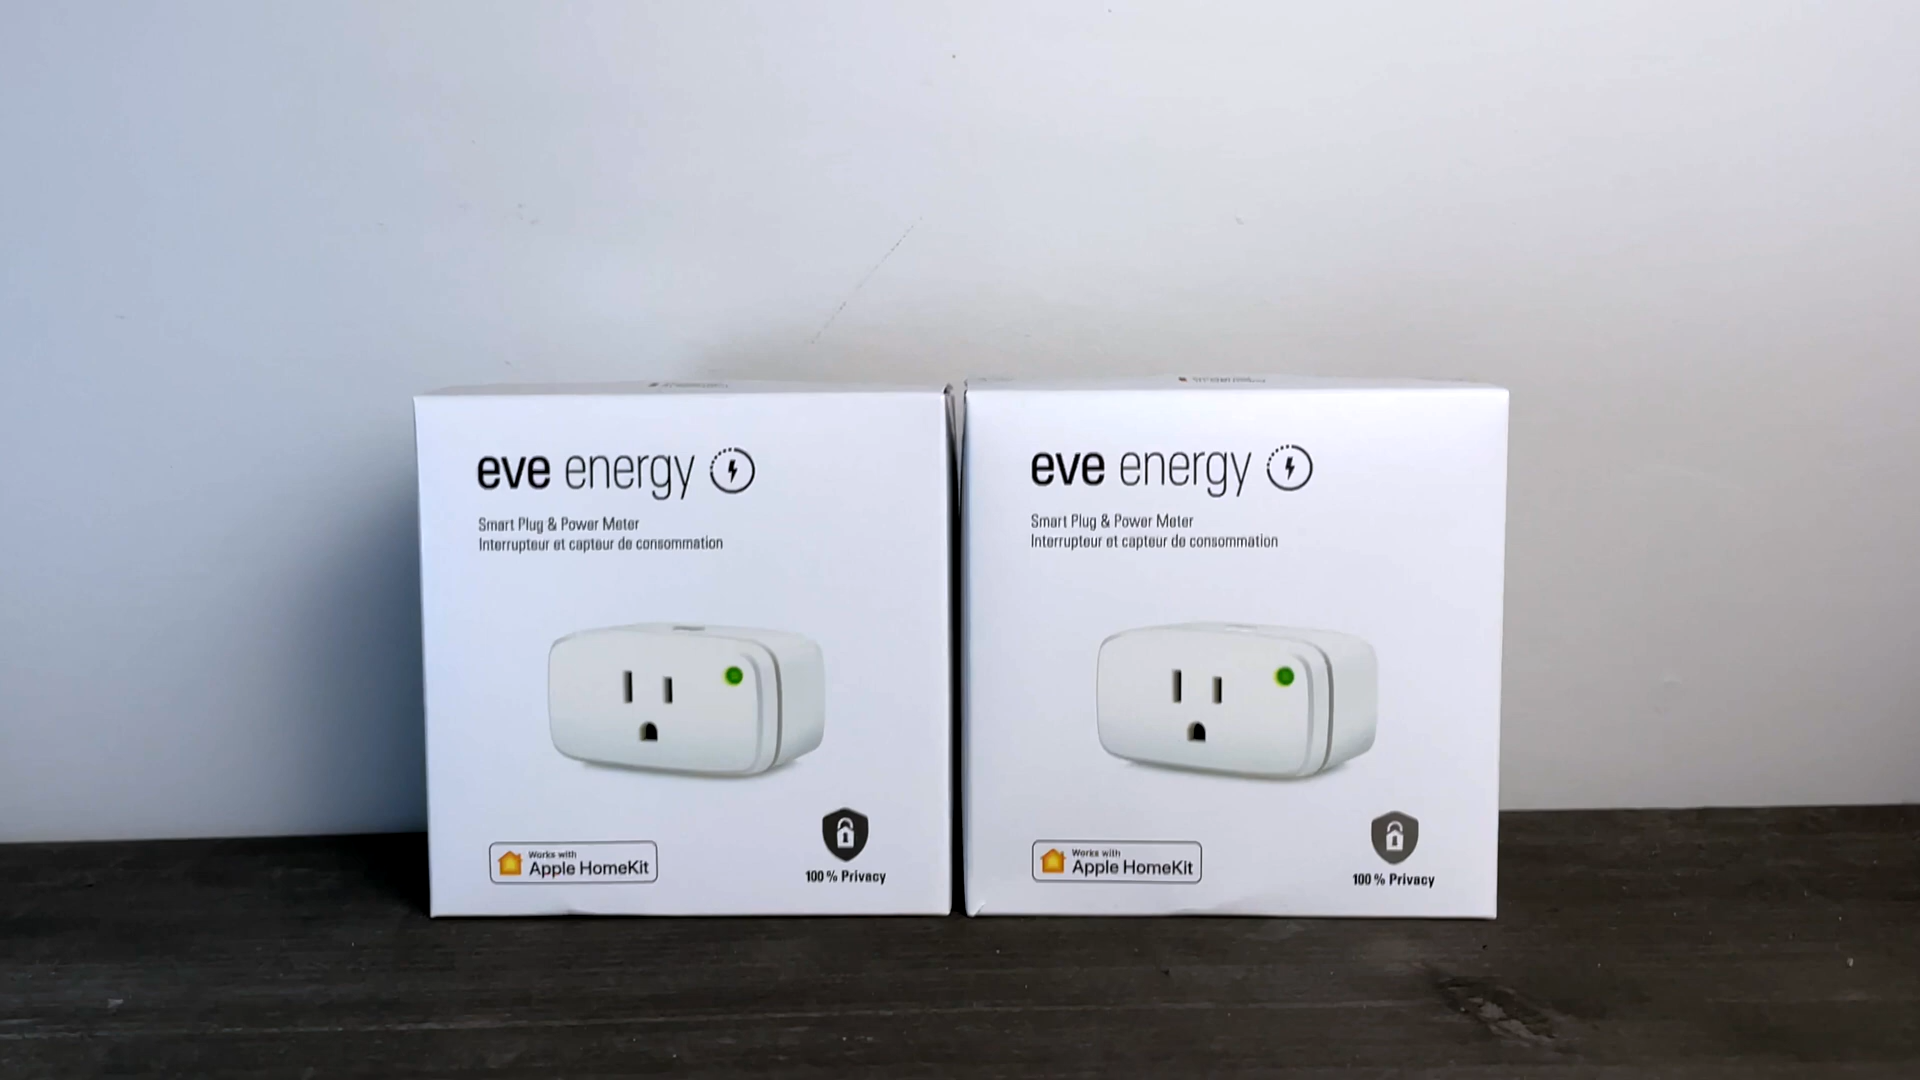 eve energy
Smart Plug & Power Meter
Interrupteur et capteur de consommation
Works with
Apple HomeKit
100 % Privacy
eve energy
Smart Plug & Power Meter
Interrupteur et capteur de consommation
Works with
Apple HomeKit
100 % Privacy